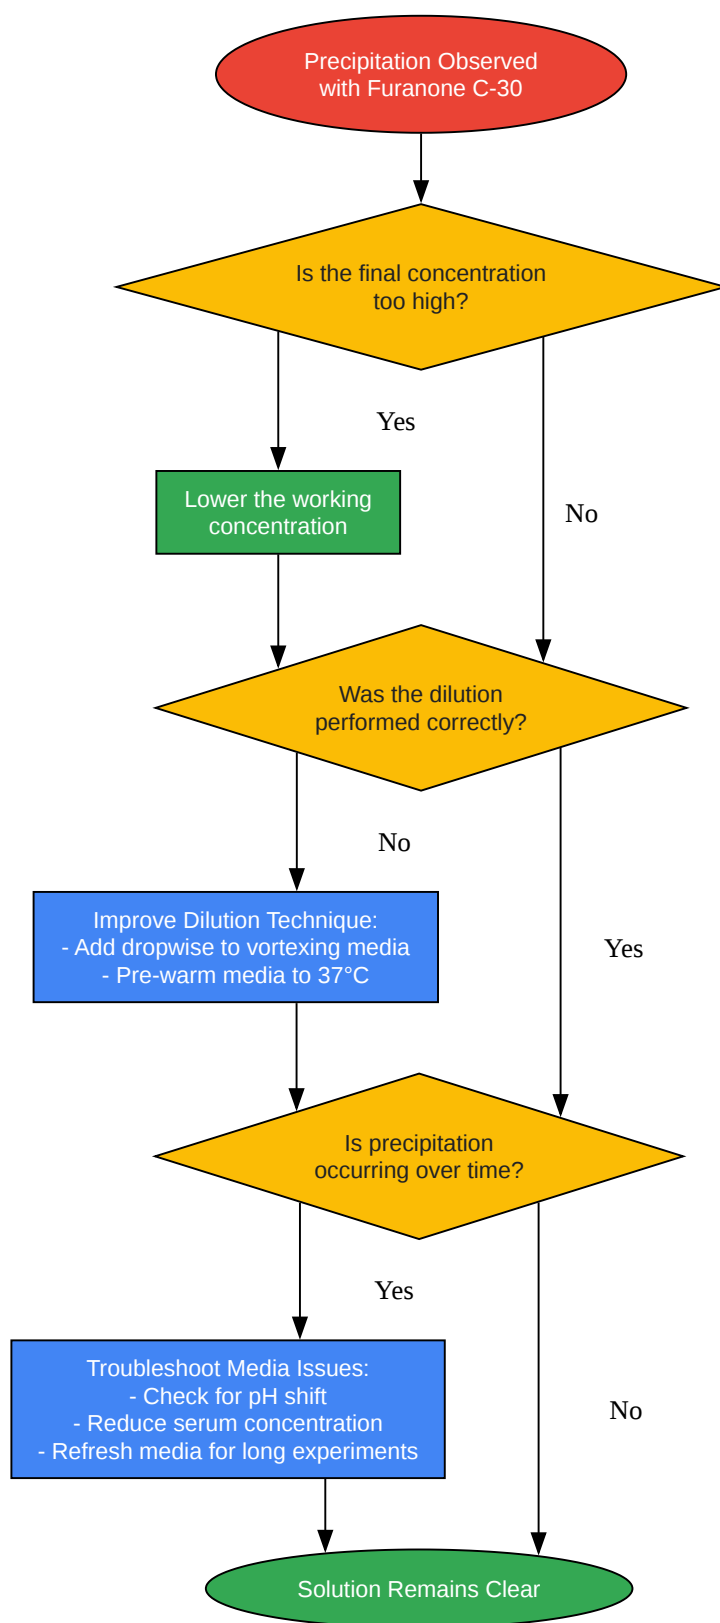 Precipitation Observed
with Furanone C-30
Is the final concentration
too high?
Yes
Lower the working
concentration
No
Was the dilution
performed correctly?
No
Improve Dilution Technique:
- Add dropwise to vortexing media
- Pre-warm media to 37°C
Yes
Is precipitation
occurring over time?
Yes
Troubleshoot Media Issues:
- Check for pH shift
- Reduce serum concentration
- Refresh media for long experiments
No
Solution Remains Clear